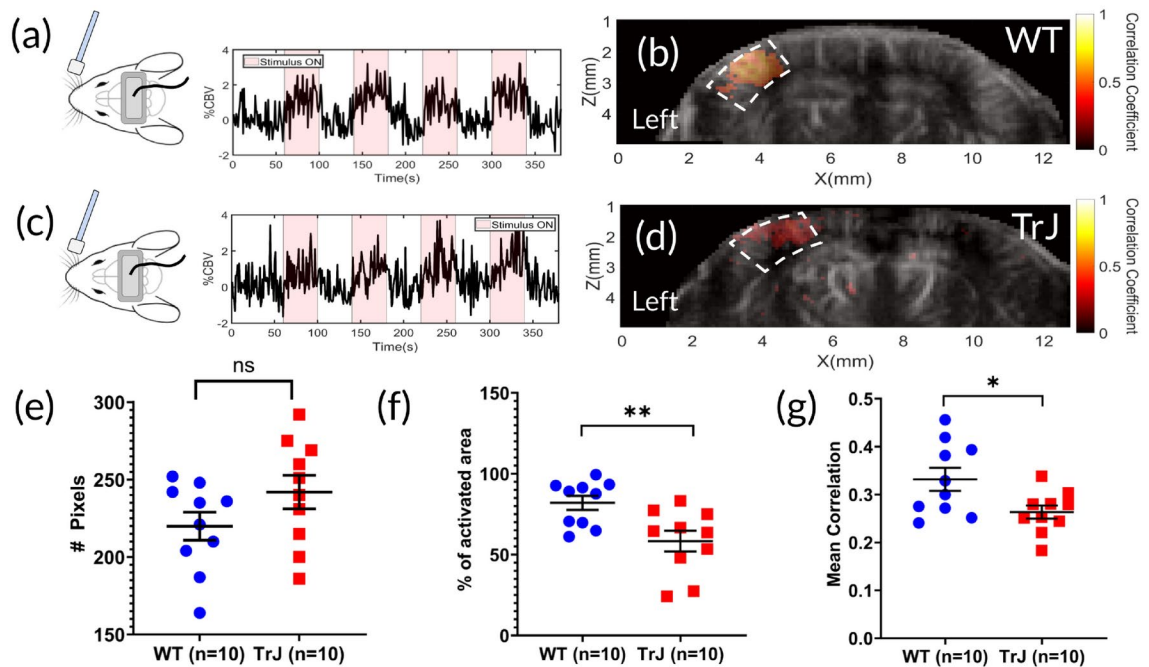 (a)
Stimulus ON
%CBV
4
2
0
-2
0 50 100 150 200 250 300 350
Time(s)
(b)
WT
Left
Z(mm)
1
2
3
4
0 2 4 6 8 10 12
X(mm)
Correlation Coefficient
1
0.5
0
(c)
Stimulus ON
%CBV
4
2
0
-2
0 50 100 150 200 250 300 350
Time(s)
(d)
TrJ
Left
Z(mm)
1
2
3
4
0 2 4 6 8 10 12
X(mm)
Correlation Coefficient
1
0.5
0
(e)
ns
# Pixels
300
250
200
150
WT (n=10) TrJ (n=10)
(f)
**
% of activated area
150
100
50
0
WT (n=10) TrJ (n=10)
(g)
*
Mean Correlation
0.5
0.4
0.3
0.2
0.1
0.0
WT (n=10) TrJ (n=10)